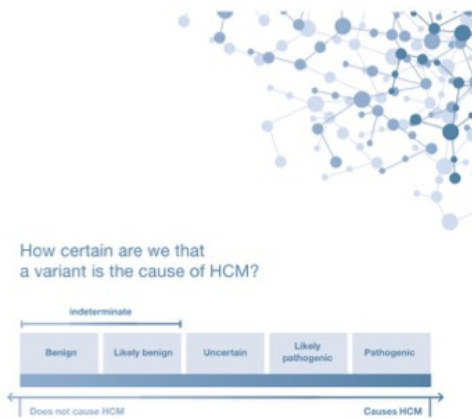 How certain are we that
a variant is the cause of HCM?
indeterminate
Benign
Likely benign
Uncertain
Likely
pathogenic
Pathogenic
Does not cause HCM
Causes HCM